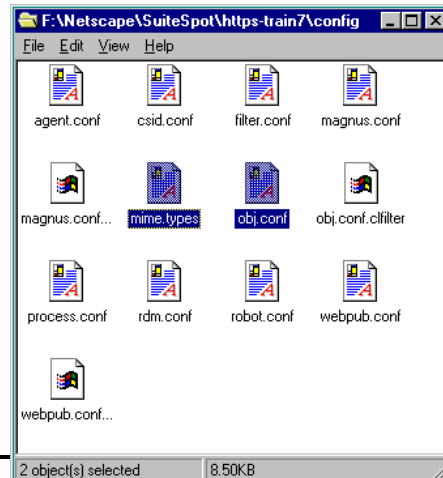 F:\Netscape\SuiteSpot\https-train7\config
File Edit View Help
agent.conf csid.conf filter.conf magnus.conf
magnus.conf... mime.types obj.conf obj.conf.clfilter
process.conf rdm.conf robot.conf webpub.conf
webpub.conf...
2 object(s) selected 8.50KB